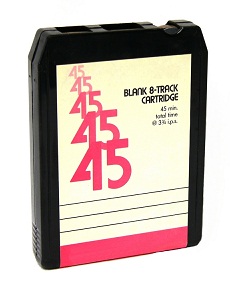 45
45
45
45
45
BLANK 8-TRACK
CARTRIDGE
45 min.
total time
@ 3¾ i.p.s.